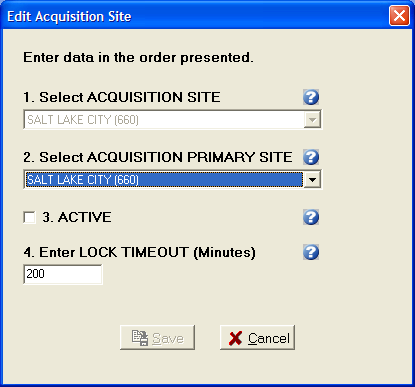 Edit Acquisition Site
Enter data in the order presented.
1. Select ACQUISITION SITE
SALT LAKE CITY (660)
2. Select ACQUISITION PRIMARY SITE
SALT LAKE CITY (660)
3. ACTIVE
4. Enter LOCK TIMEOUT (Minutes)
200
Save Cancel